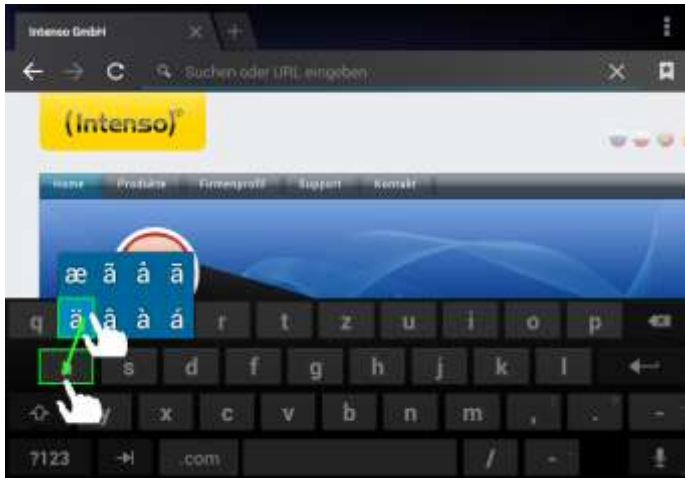 Intenso GmbH
Suchen oder URL eingeben
(Intenso)®
Home Produkte Firmenprofil Support Kontakt
æ ã â ā
q ä å à á r t z u i o p
s d f g h j k l
y x c v b n m , . -
?123 .com / -